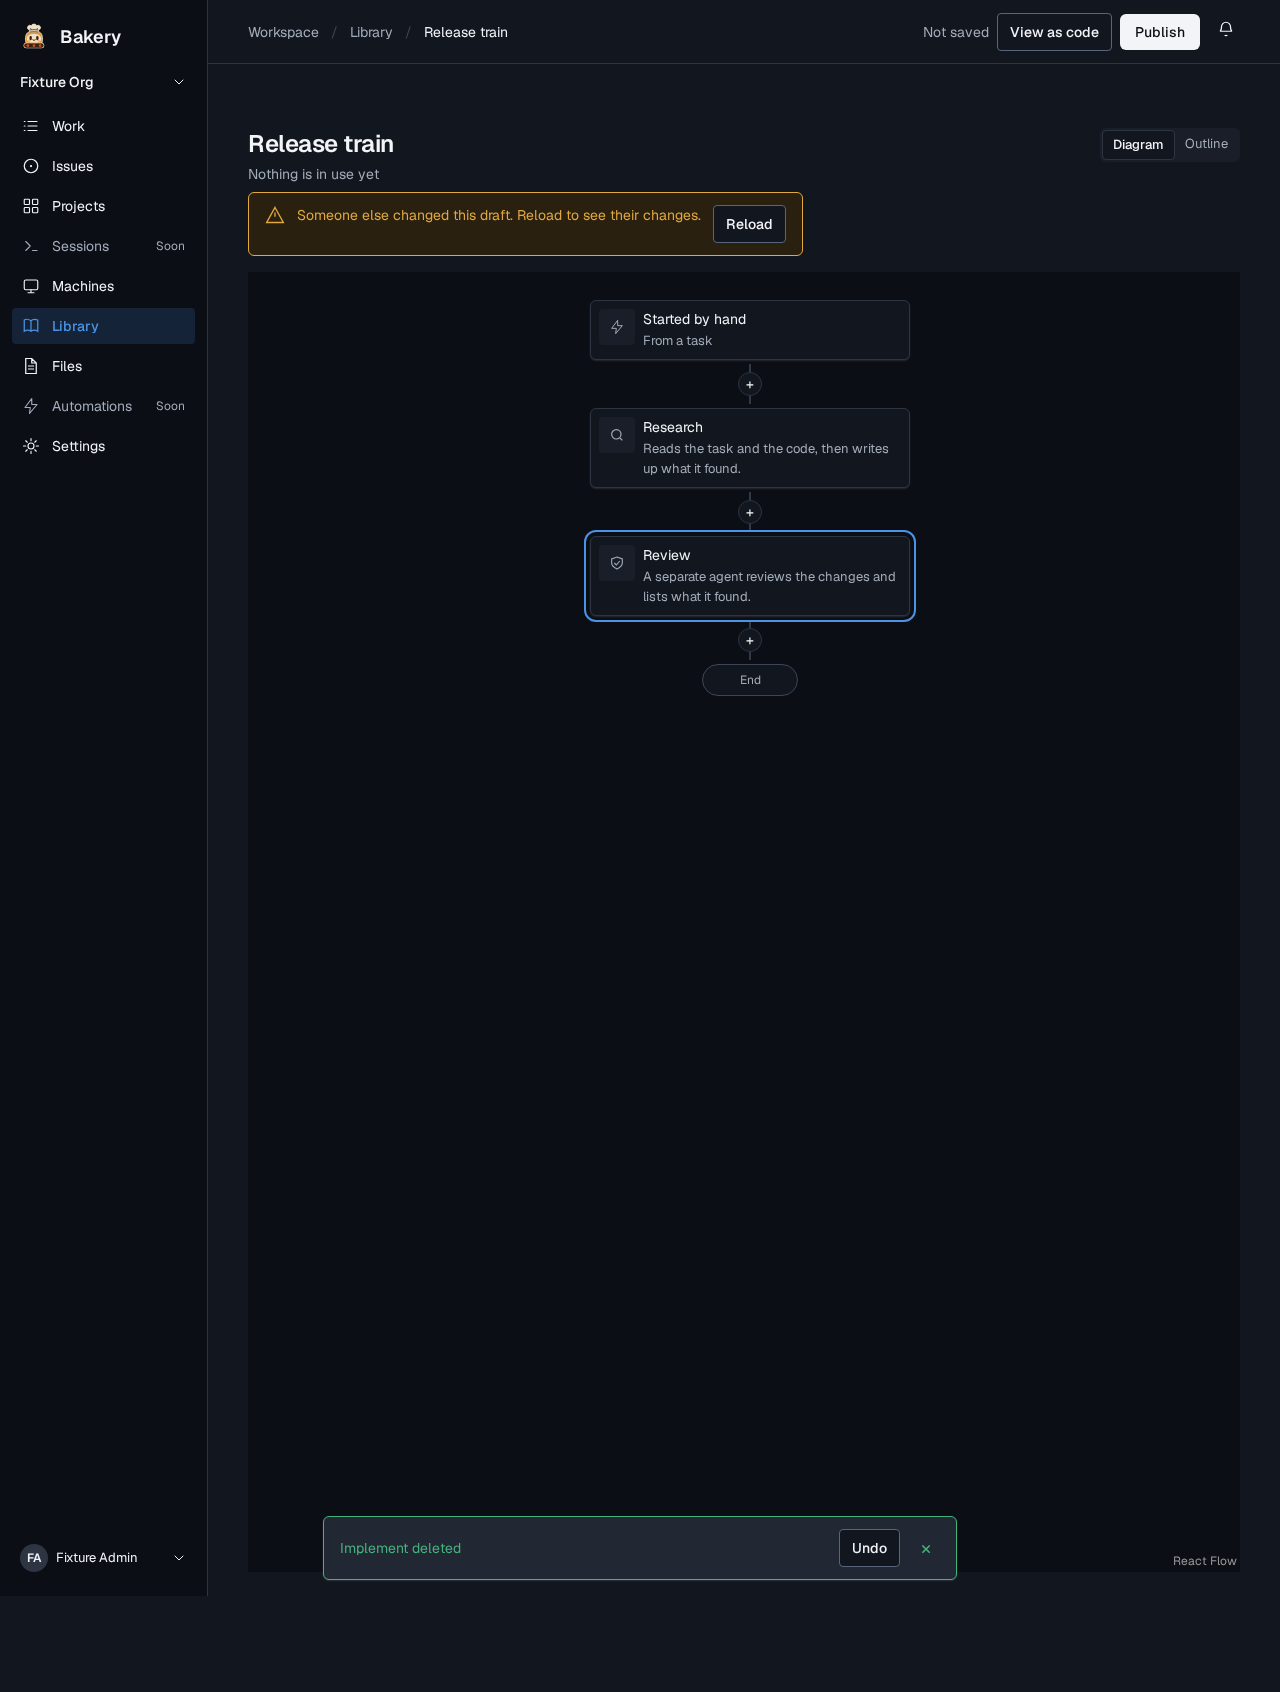 Bakery
Fixture Org
Work
Issues
Projects
Sessions Soon
Machines
Library
Files
Automations Soon
Settings
FA Fixture Admin
Workspace / Library / Release train
Not saved View as code Publish
Release train
Nothing is in use yet
Diagram Outline
Someone else changed this draft. Reload to see their changes. Reload
Started by hand
From a task
+
Research
Reads the task and the code, then writes
up what it found.
+
Review
A separate agent reviews the changes and
lists what it found.
+
End
Implement deleted Undo ×
React Flow